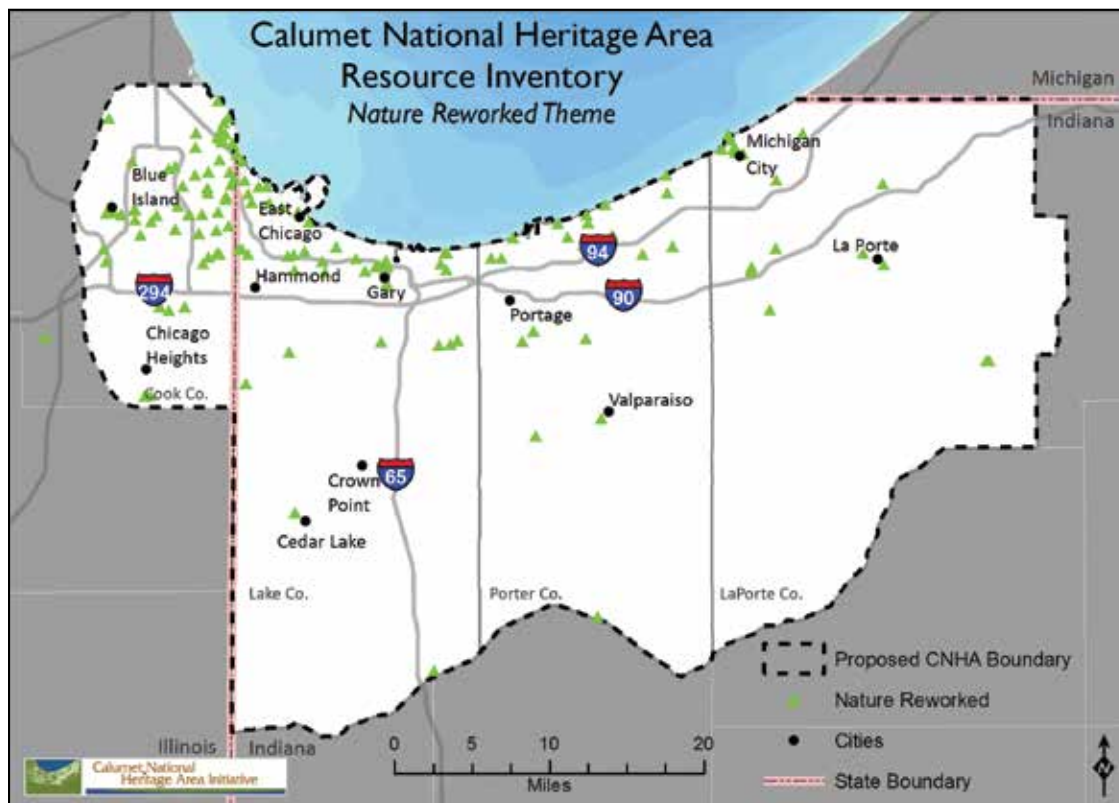 Calumet National Heritage Area
Resource Inventory
Nature Reworked Theme
Michigan
Indiana
Michigan
City
Blue
Island
East
Chicago
La Porte
94
Hammond
Gary
294
90
Portage
Chicago
Heights
Cook Co.
Valparaiso
65
Crown
Point
Cedar Lake
Lake Co.
Porter Co.
LaPorte Co.
Proposed CNHA Boundary
Nature Reworked
Cities
State Boundary
Illinois
Indiana
0 5 10 20
Miles
Calumet National
Heritage Area Initiative
N